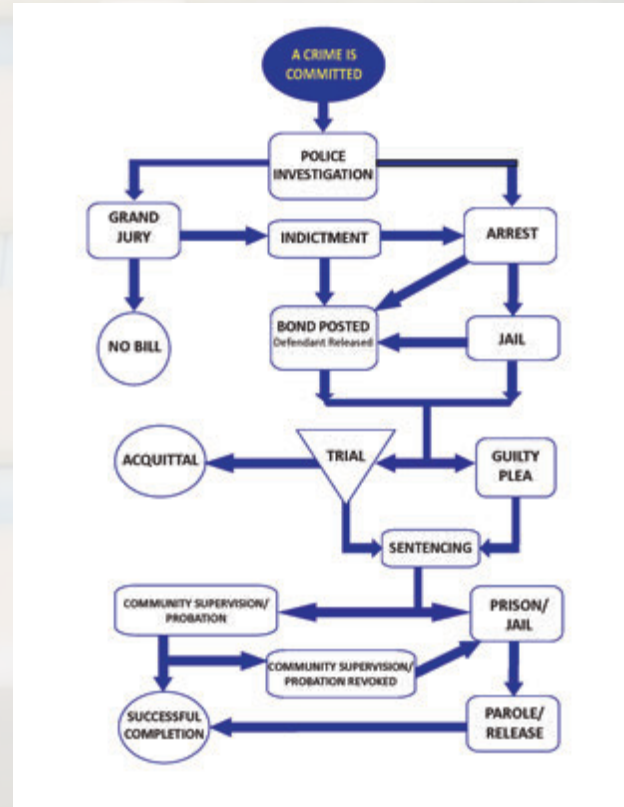 A CRIME IS
COMMITTED
POLICE
INVESTIGATION
GRAND
JURY
INDICTMENT
ARREST
BOND POSTED
Defendant Released
NO BILL
JAIL
ACQUITTAL
TRIAL
GUILTY
PLEA
SENTENCING
COMMUNITY SUPERVISION/
PROBATION
PRISON/
JAIL
COMMUNITY SUPERVISION/
PROBATION REVOKED
SUCCESSFUL
COMPLETION
PAROLE/
RELEASE